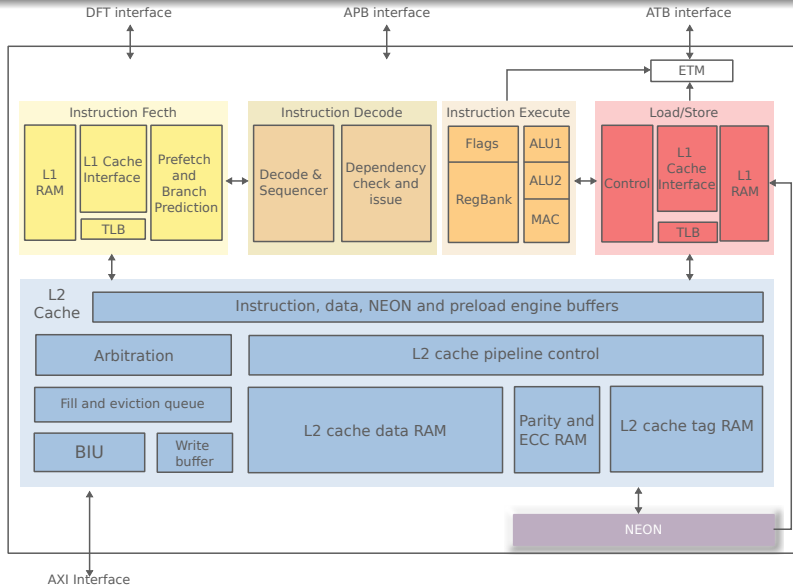 DFT interface
APB interface
ATB interface
ETM
Instruction Fecth
Instruction Decode
Instruction Execute
Load/Store
L1
RAM
L1 Cache
Interface
TLB
Prefetch
and
Branch
Prediction
Decode &
Sequencer
Dependency
check and
issue
Flags
RegBank
ALU1
ALU2
MAC
Control
L1
Cache
Interface
TLB
L1
RAM
L2
Cache
Instruction, data, NEON and preload engine buffers
Arbitration
L2 cache pipeline control
Fill and eviction queue
BIU
Write
buffer
L2 cache data RAM
Parity and
ECC RAM
L2 cache tag RAM
NEON
AXI Interface